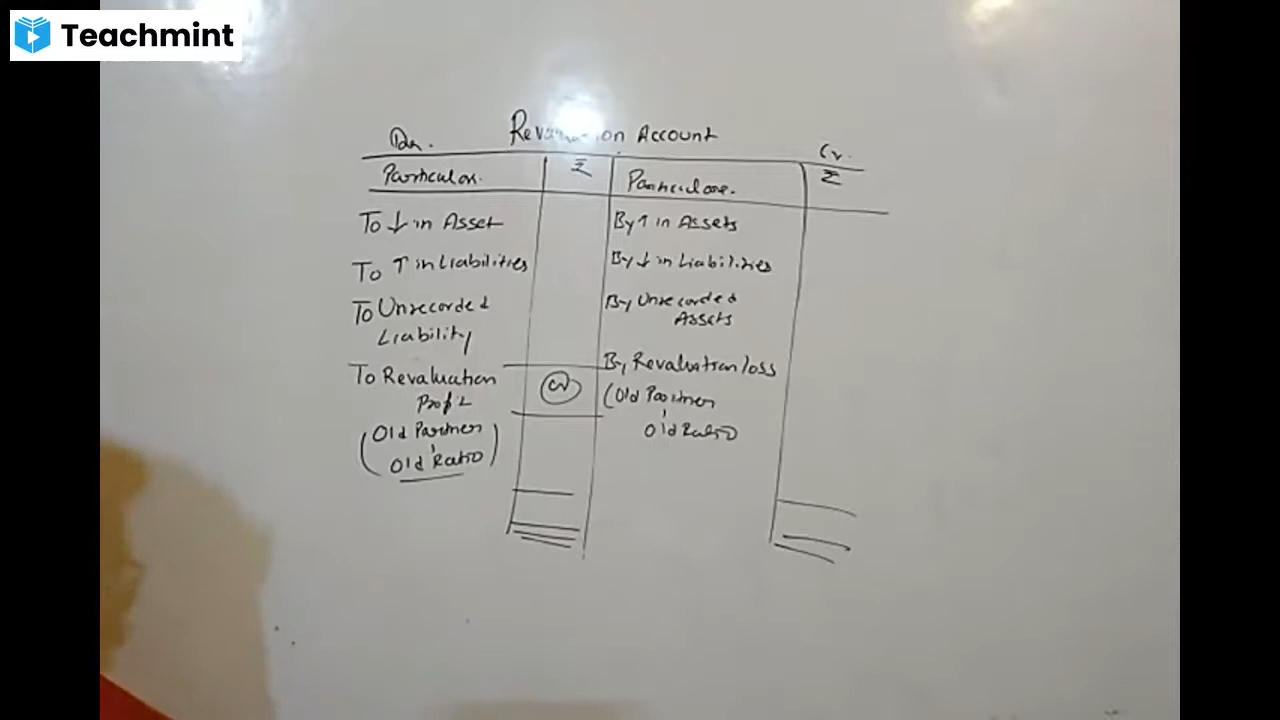 Teachmint
Revaluation Account
Dr.
Cr.
Particulars.
₹
Particulars.
₹
To ↓ in Asset
To ↑ in Liabilities
To Unrecorded
Liability
To Revaluation
Profit
(Old Partner
Old Ratio)
By ↑ in Assets
By ↓ in Liabilities
By Unrecorded
Assets
By Revaluation loss
(Old Partner
Old Ratio